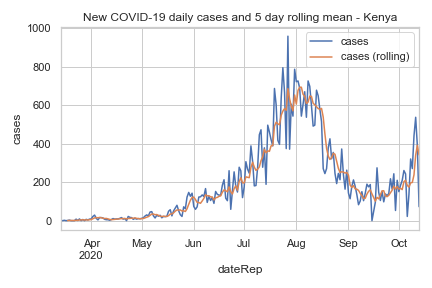 New COVID-19 daily cases and 5 day rolling mean - Kenya
cases
cases (rolling)
1000
800
600
400
200
0
cases
Apr
2020
May
Jun
Jul
Aug
Sep
Oct
dateRep